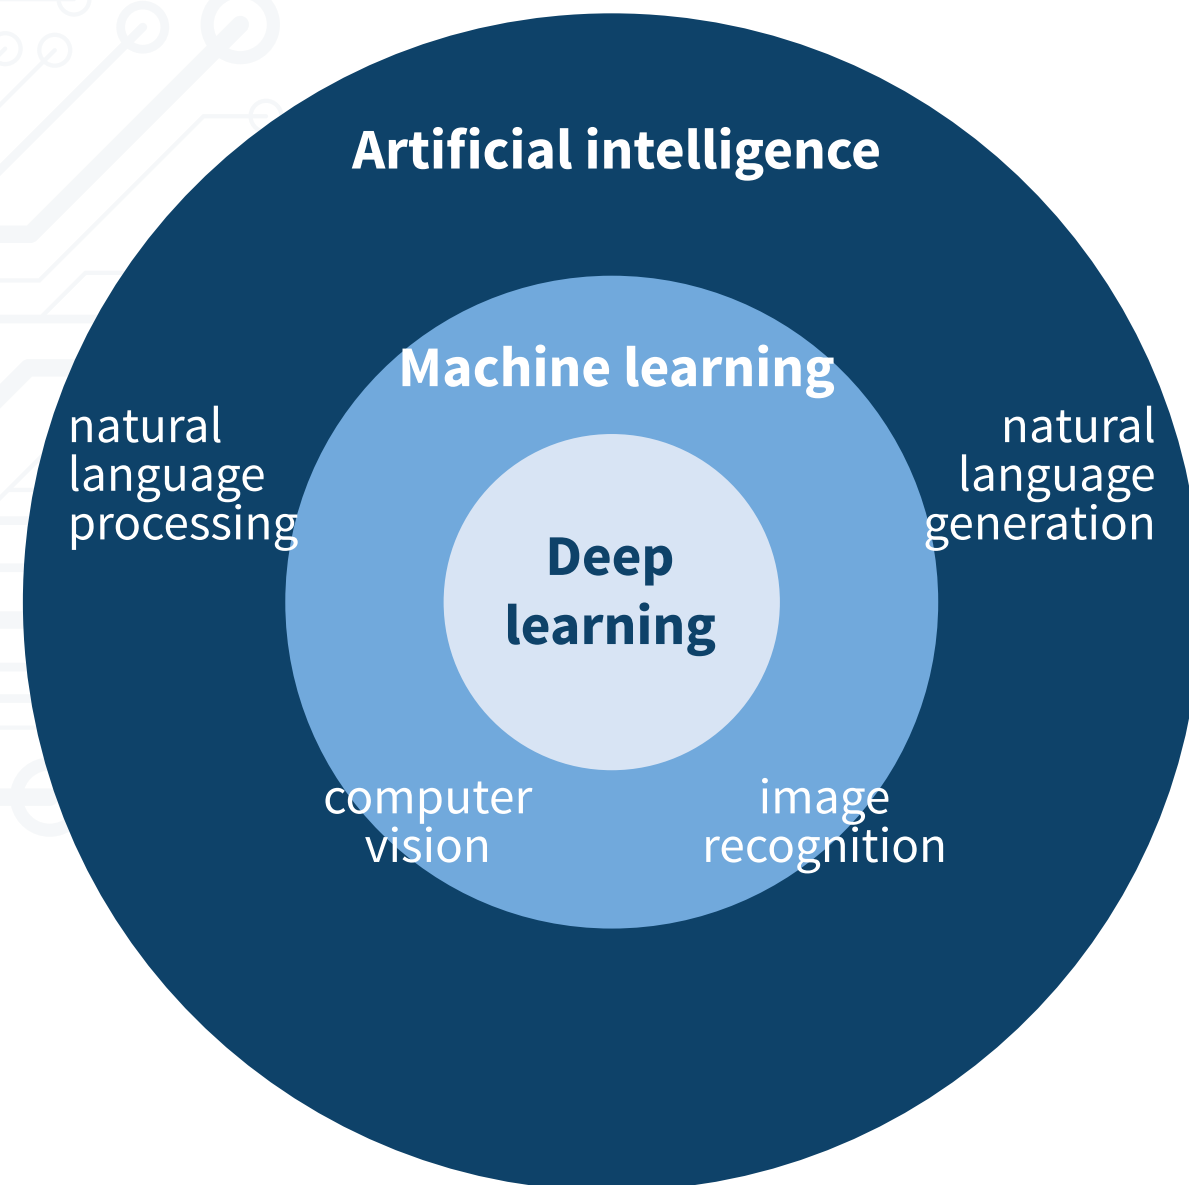 Artificial intelligence
Machine learning
natural
language
processing
natural
language
generation
Deep
learning
computer
vision
image
recognition